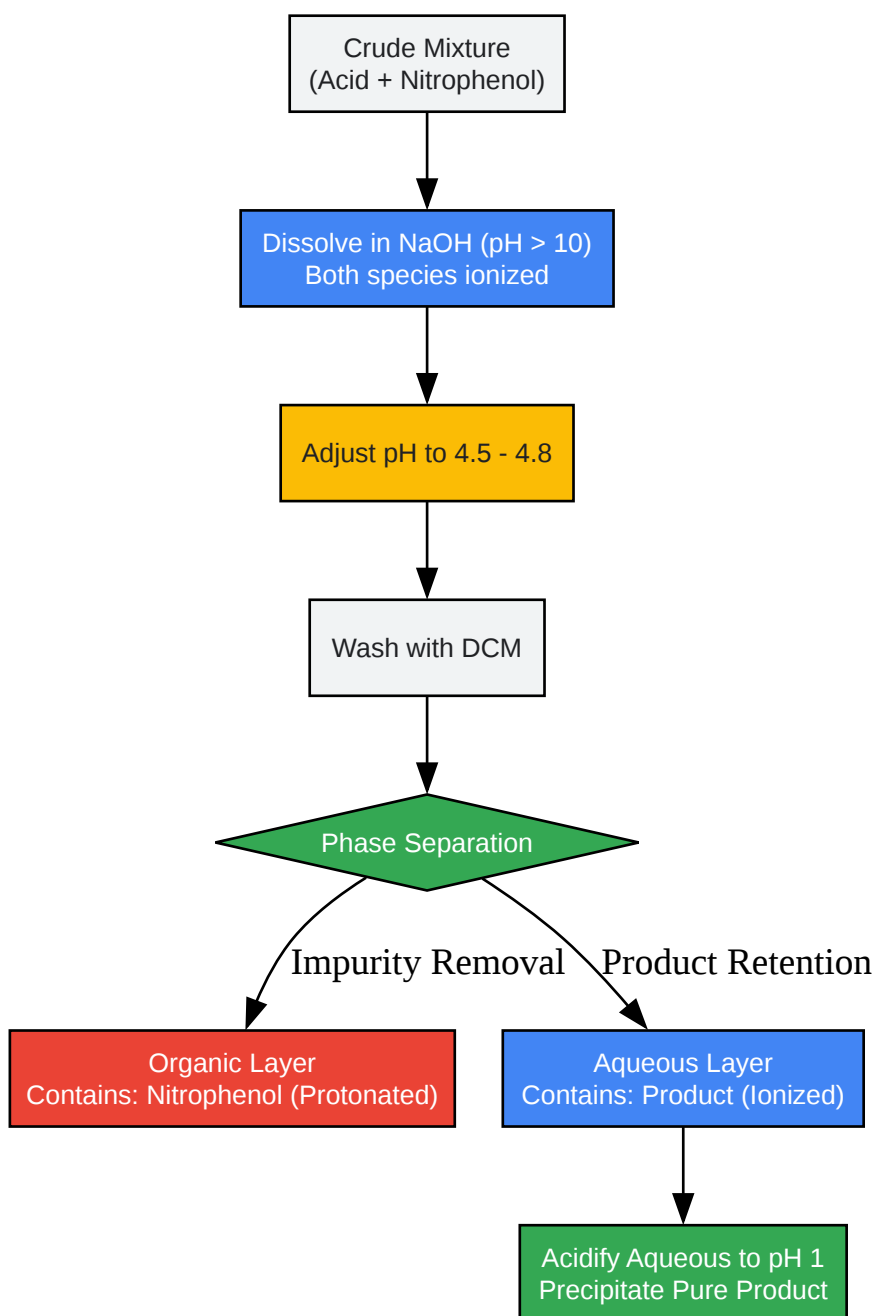 Crude Mixture
(Acid + Nitrophenol)
Dissolve in NaOH (pH > 10)
Both species ionized
Adjust pH to 4.5 - 4.8
Wash with DCM
Phase Separation
Impurity Removal
Product Retention
Organic Layer
Contains: Nitrophenol (Protonated)
Aqueous Layer
Contains: Product (Ionized)
Acidify Aqueous to pH 1
Precipitate Pure Product